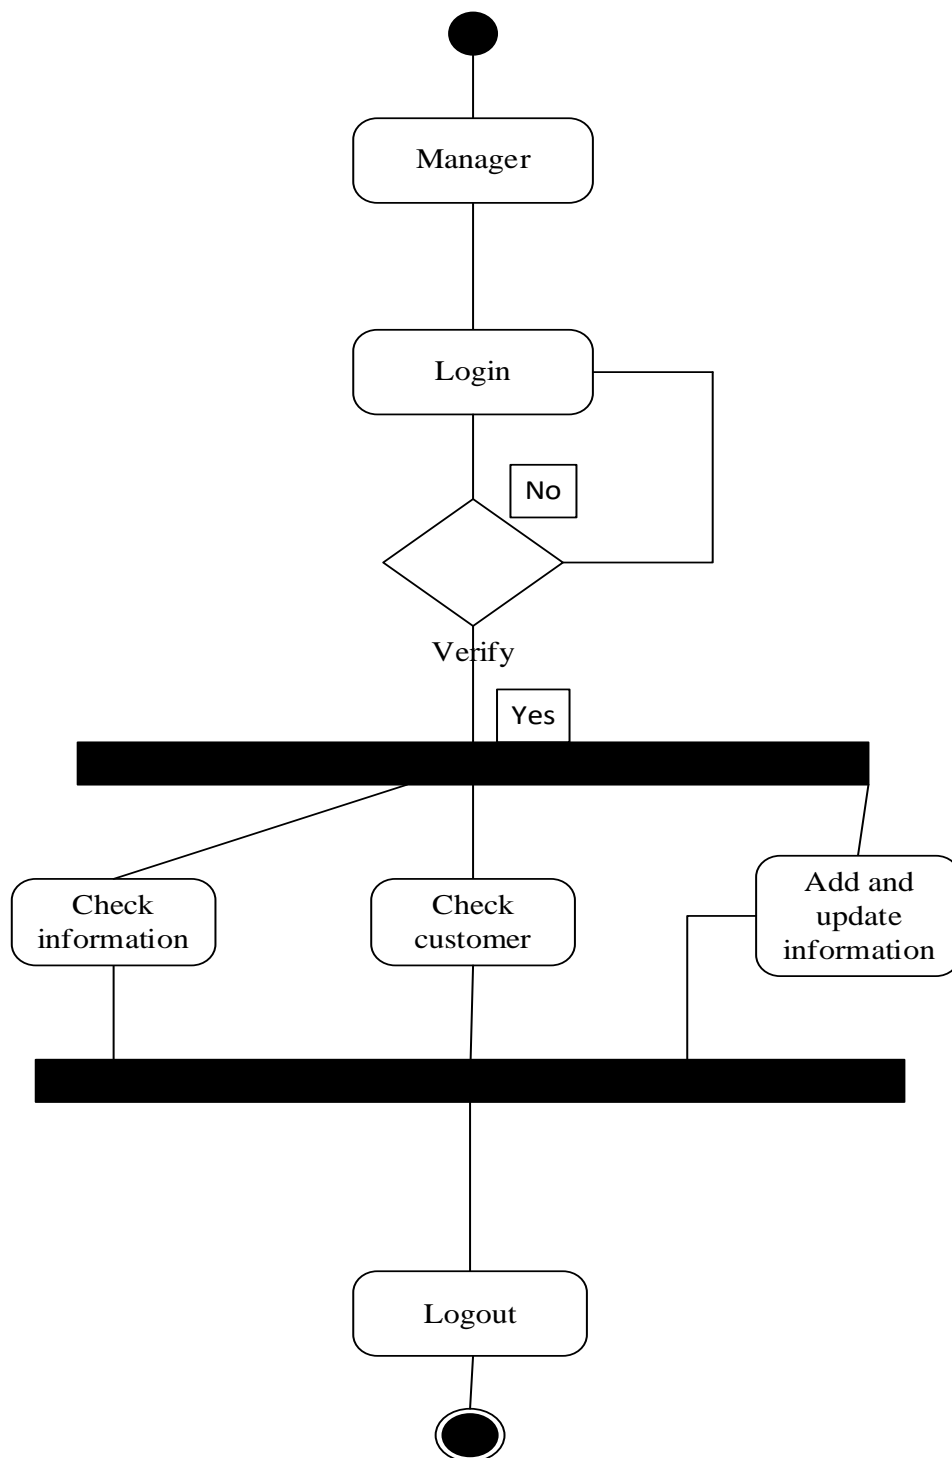 Manager
Login
No
Verify
Yes
Check
information
Check
customer
Add and
update
information
Logout